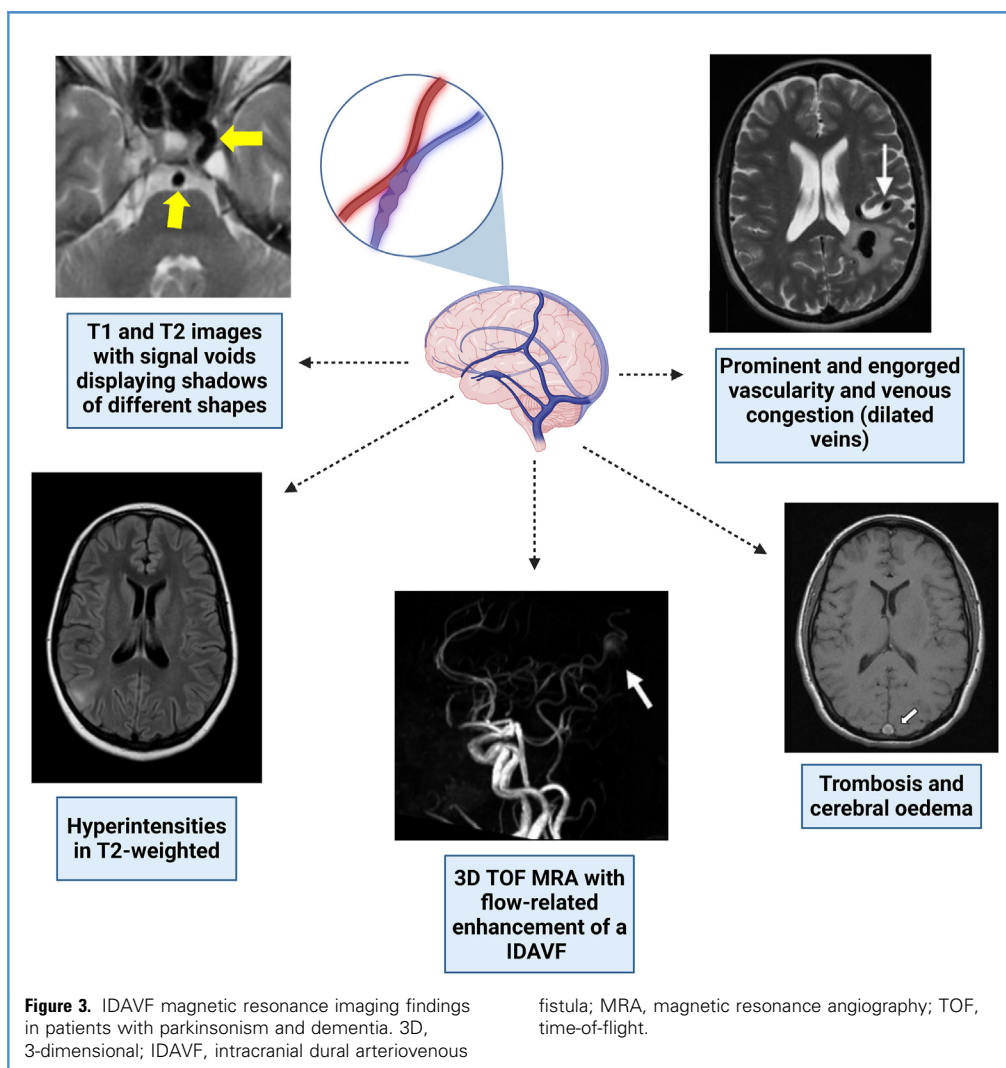 T1 and T2 images
with signal voids
displaying shadows
of different shapes
Prominent and engorged
vascularity and venous
congestion (dilated
veins)
Hyperintensities
in T2-weighted
3D TOF MRA with
flow-related
enhancement of a
IDAVF
Trombosis and
cerebral oedema
Figure 3. IDAVF magnetic resonance imaging findings
in patients with parkinsonism and dementia. 3D,
3-dimensional; IDAVF, intracranial dural arteriovenous
fistula; MRA, magnetic resonance angiography; TOF,
time-of-flight.